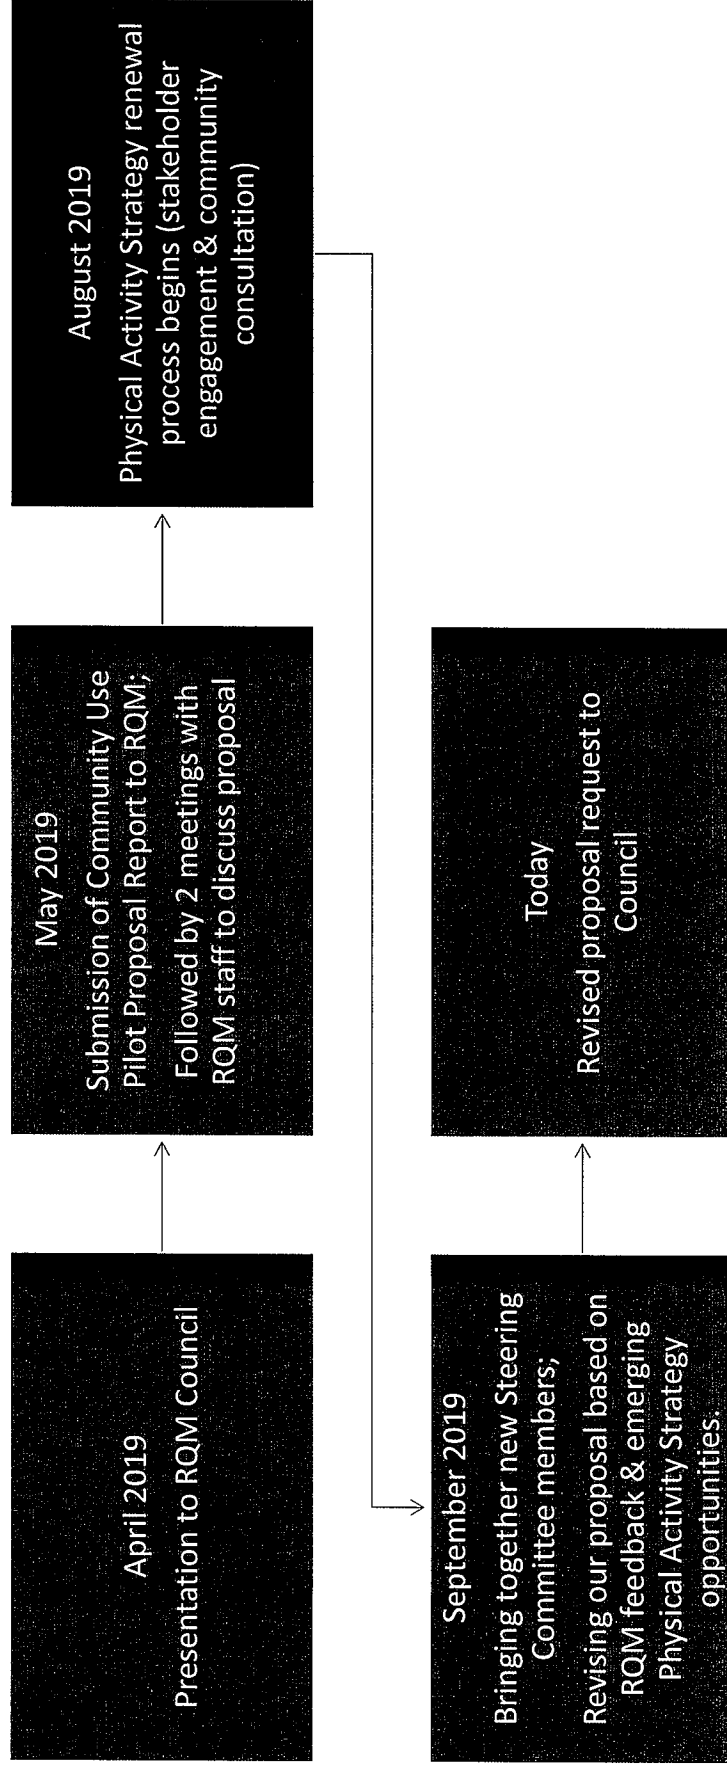 April 2019
Presentation to RQM Council
May 2019
Submission of Community Use
Pilot Proposal Report to RQM;
Followed by 2 meetings with
RQM staff to discuss proposal
August 2019
Physical Activity Strategy renewal
process begins (stakeholder
engagement & community
consultation)
September 2019
Bringing together new Steering
Committee members;
Revising our proposal based on
RQM feedback & emerging
Physical Activity Strategy
opportunities.
Today
Revised proposal request to
Council